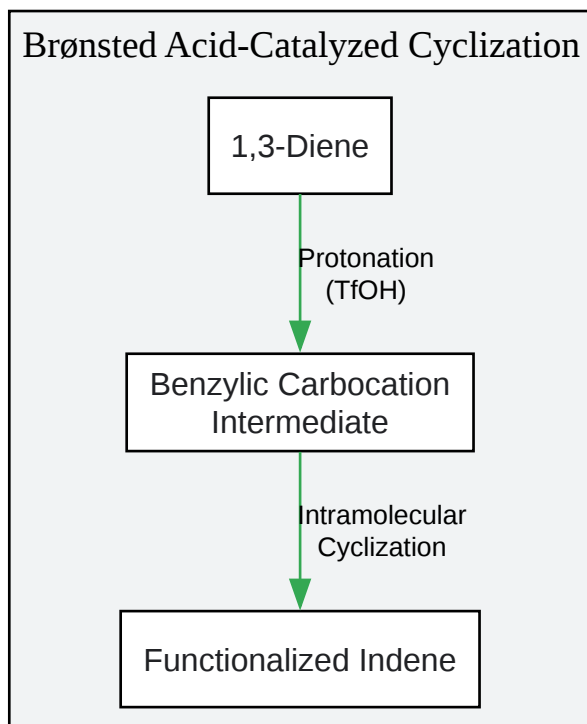 Brønsted Acid-Catalyzed Cyclization
1,3-Diene
Protonation
(TfOH)
Benzylic Carbocation
Intermediate
Intramolecular
Cyclization
Functionalized Indene